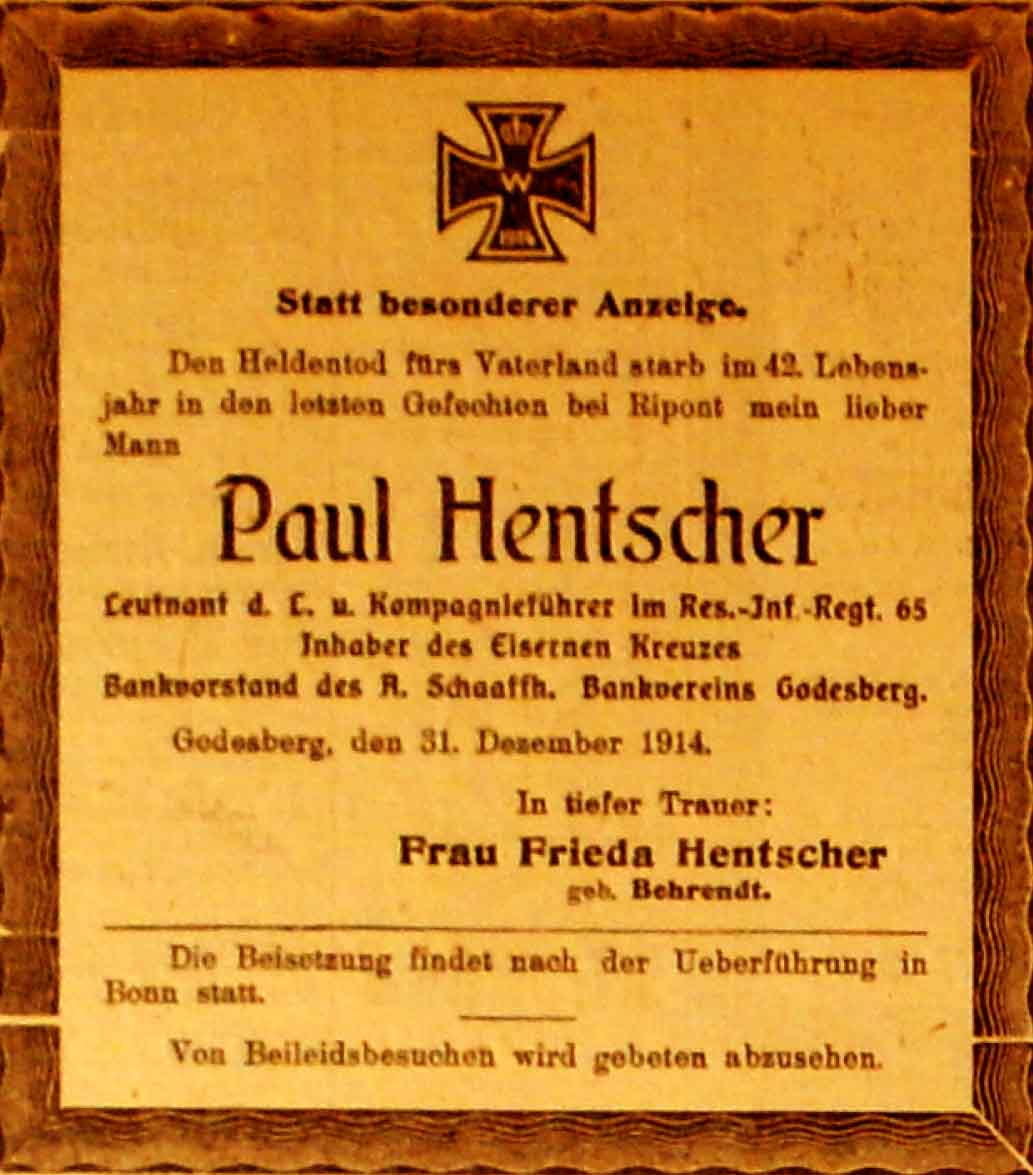 W
1914
Statt besonderer Anzeige.
Den Heldentod fürs Vaterland starb im 42. Lebens-
jahr in den letzten Gefechten bei Ripont mein lieber
Mann
Paul Hentscher
Leutnant d. L. u. Kompagnieführer im Res.-Inf.-Regt. 65
Inhaber des Eisernen Kreuzes
Bankvorstand des A. Schaaffh. Bankvereins Godesberg.
Godesberg, den 31. Dezember 1914.
In tiefer Trauer:
Frau Frieda Hentscher
geb. Behrendt.
Die Beisetzung findet nach der Ueberführung in
Bonn statt.
Von Beileidsbesuchen wird gebeten abzusehen.